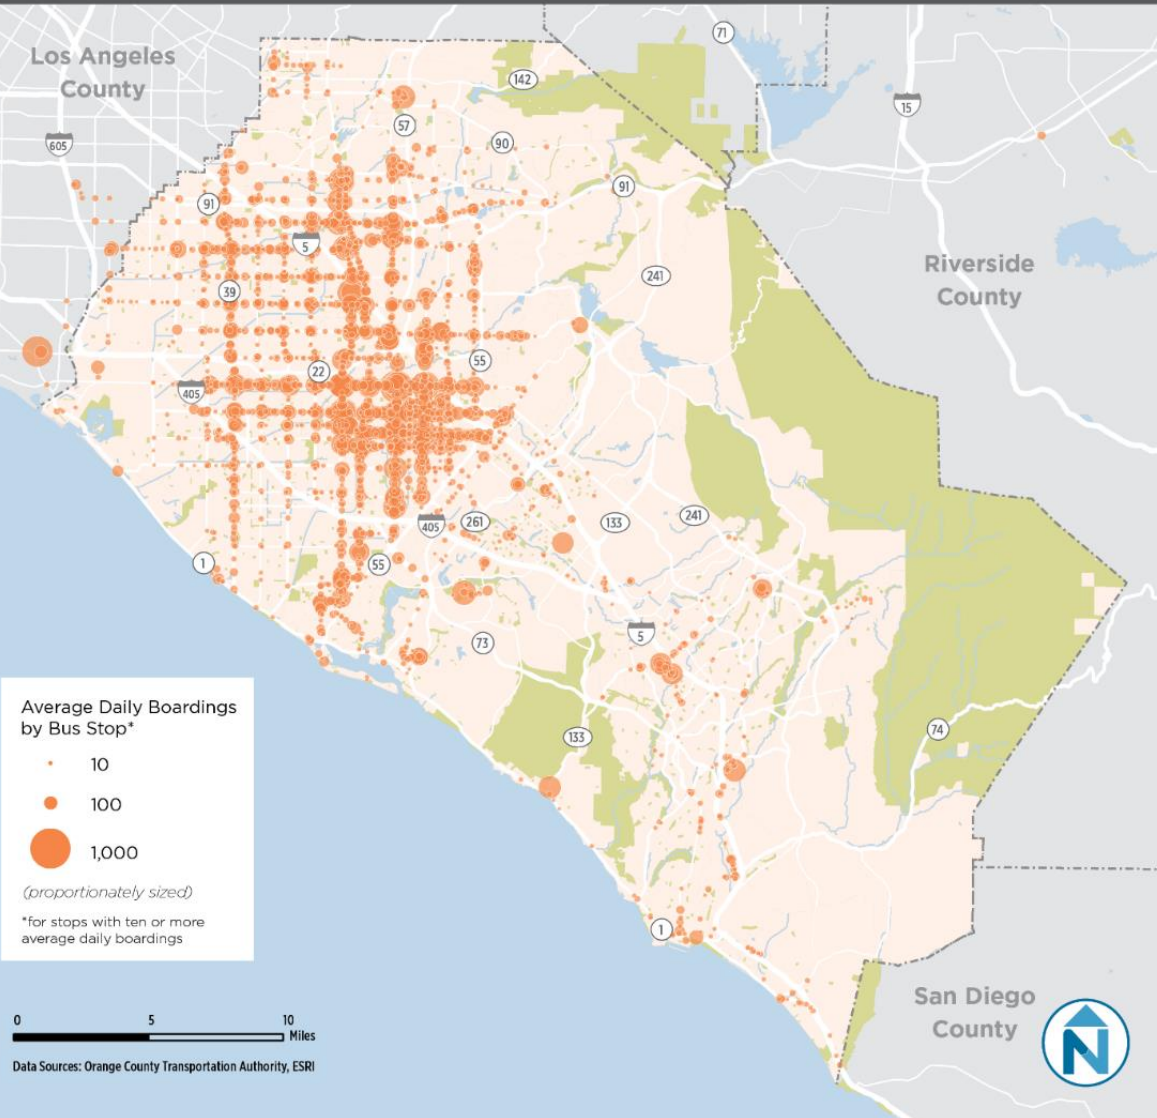 Los Angeles
County
71
142
15
57
605
90
91
91
5
241
Riverside
County
39
55
22
405
405
261
133
241
1
55
5
73
Average Daily Boardings
by Bus Stop*
10
100
1,000
(proportionately sized)
*for stops with ten or more
average daily boardings
133
74
1
San Diego
County
N
0 5 10
Miles
Data Sources: Orange County Transportation Authority, ESRI